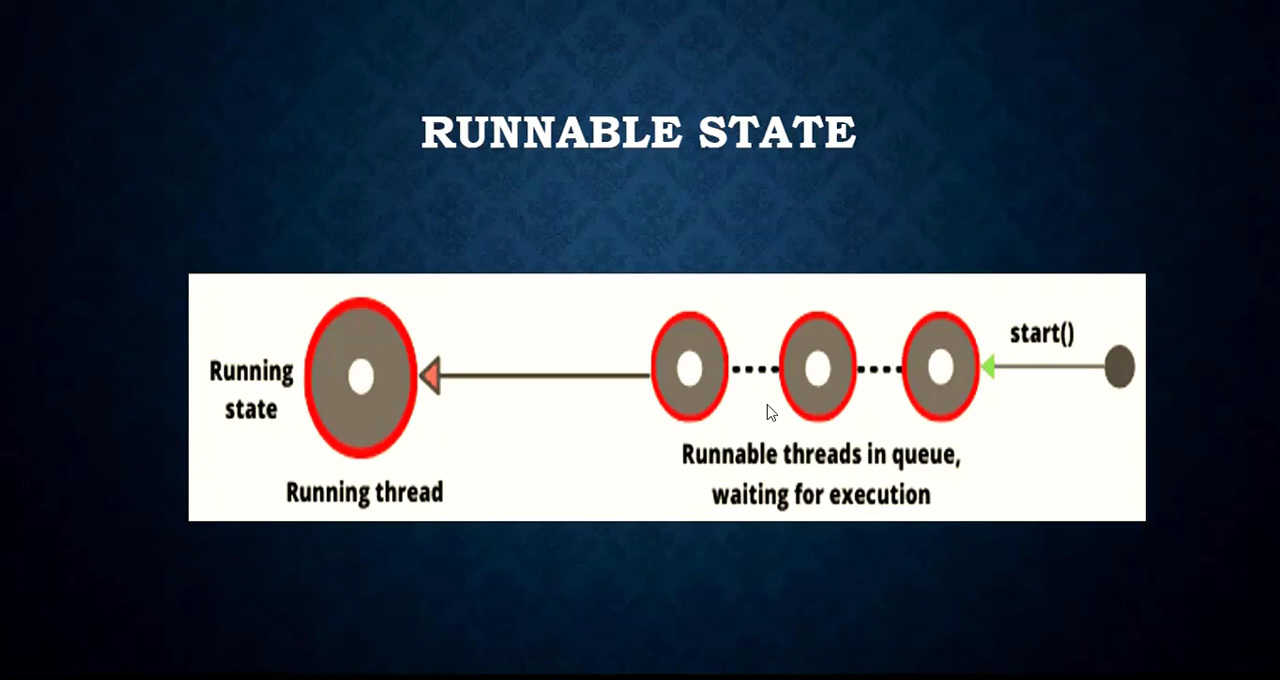 RUNNABLE STATE
start()
Running
state
Runnable threads in queue,
waiting for execution
Running thread